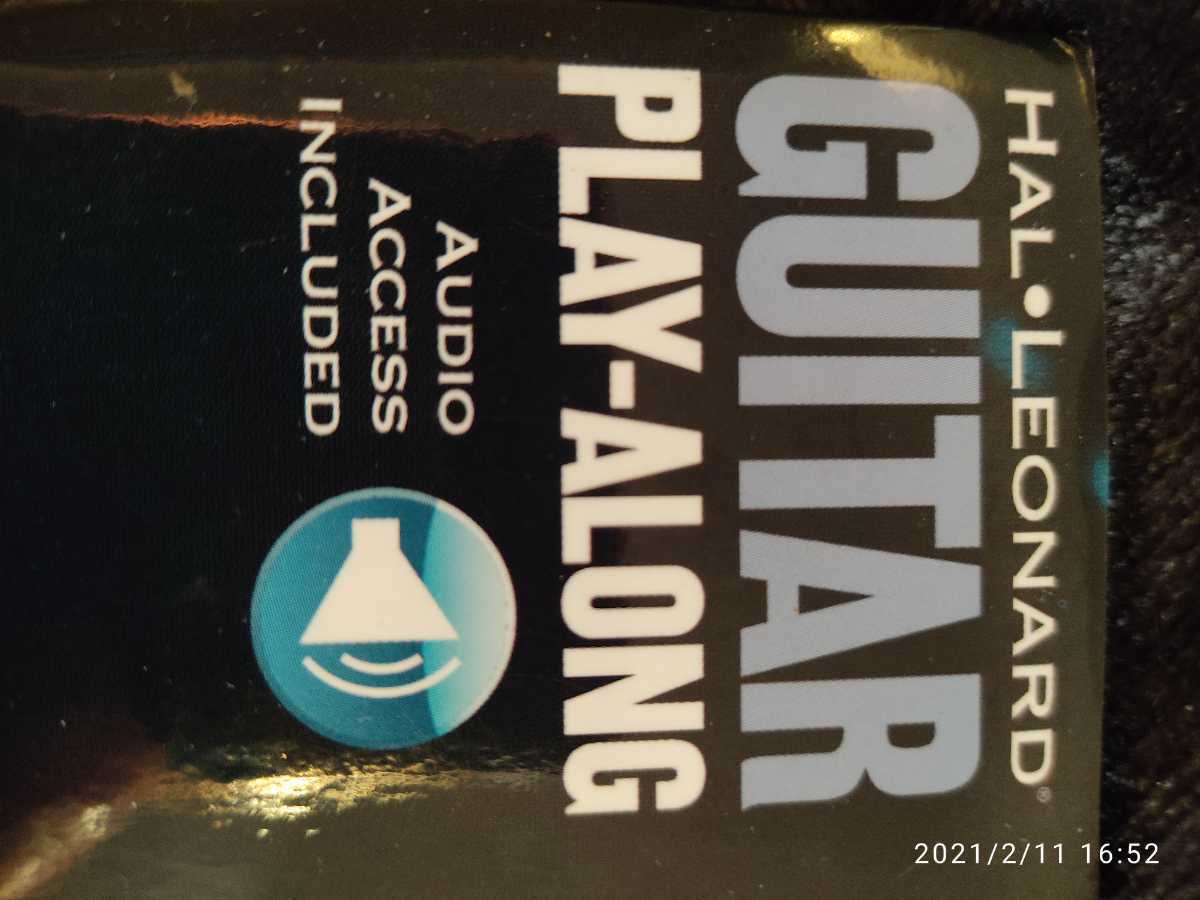 HAL•LEONARD®
GUITAR
PLAY-ALONG
AUDIO
ACCESS
INCLUDED
2021/2/11 16:52